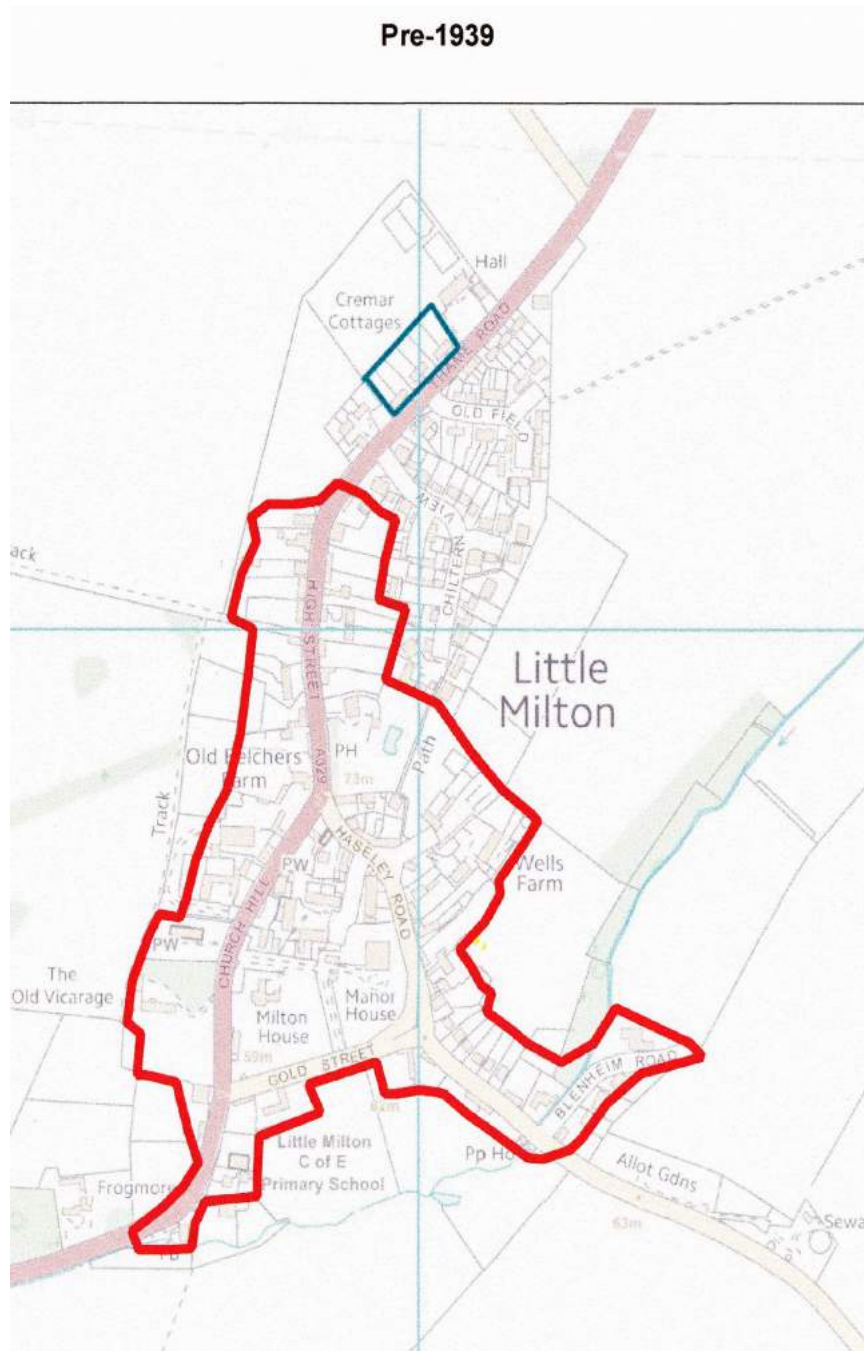 Pre-1939
Hall
Cremar
Cottages
THAME ROAD
OLD FIELD
VIEW
CHILTERN
ack
HIGH STREET
Little
Milton
Old Belchers
Farm
PH
A329
73m
Path
Track
HASELEY ROAD
PW
Wells
Farm
CHURCH HILL
PW
The
Old Vicarage
Manor
House
Milton
House
59m
GOLD STREET
BLENHEIM ROAD
Little Milton
C of E
Primary School
Pp Ho
Allot Gdns
Frogmore
63m
Sewa